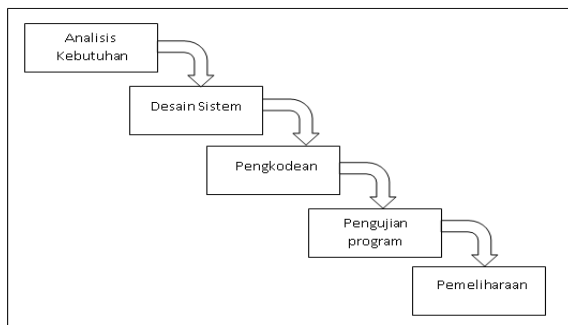 Analisis
Kebutuhan
Desain Sistem
Pengkodean
Pengujian
program
Pemeliharaan